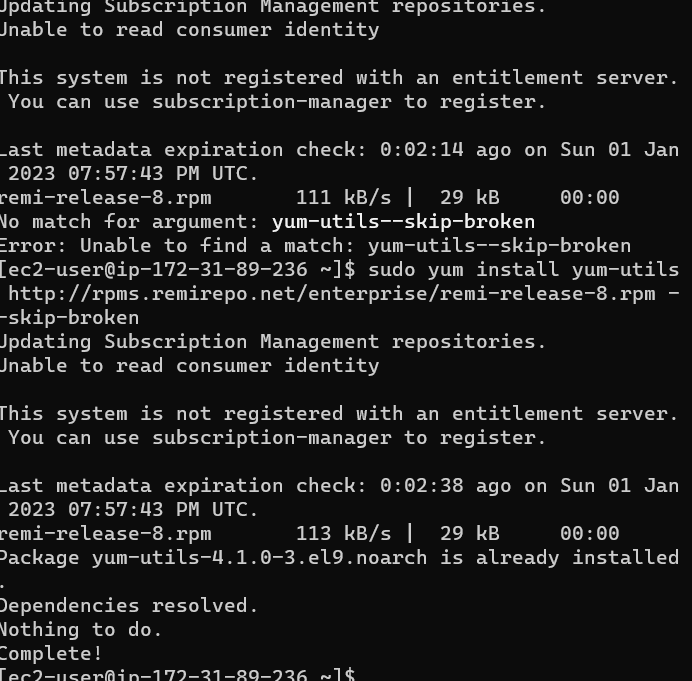 Updating Subscription Management repositories.
Unable to read consumer identity
This system is not registered with an entitlement server.
You can use subscription-manager to register.
Last metadata expiration check: 0:02:14 ago on Sun 01 Jan
2023 07:57:43 PM UTC.
remi-release-8.rpm 111 kB/s | 29 kB 00:00
No match for argument: yum-utils--skip-broken
Error: Unable to find a match: yum-utils--skip-broken
[ec2-user@ip-172-31-89-236 ~]$ sudo yum install yum-utils
http://rpms.remirepo.net/enterprise/remi-release-8.rpm -
-skip-broken
Updating Subscription Management repositories.
Unable to read consumer identity
This system is not registered with an entitlement server.
You can use subscription-manager to register.
Last metadata expiration check: 0:02:38 ago on Sun 01 Jan
2023 07:57:43 PM UTC.
remi-release-8.rpm 113 kB/s | 29 kB 00:00
Package yum-utils-4.1.0-3.el9.noarch is already installed
.
Dependencies resolved.
Nothing to do.
Complete!
[ec2-user@ip-172-31-89-236 ~]$